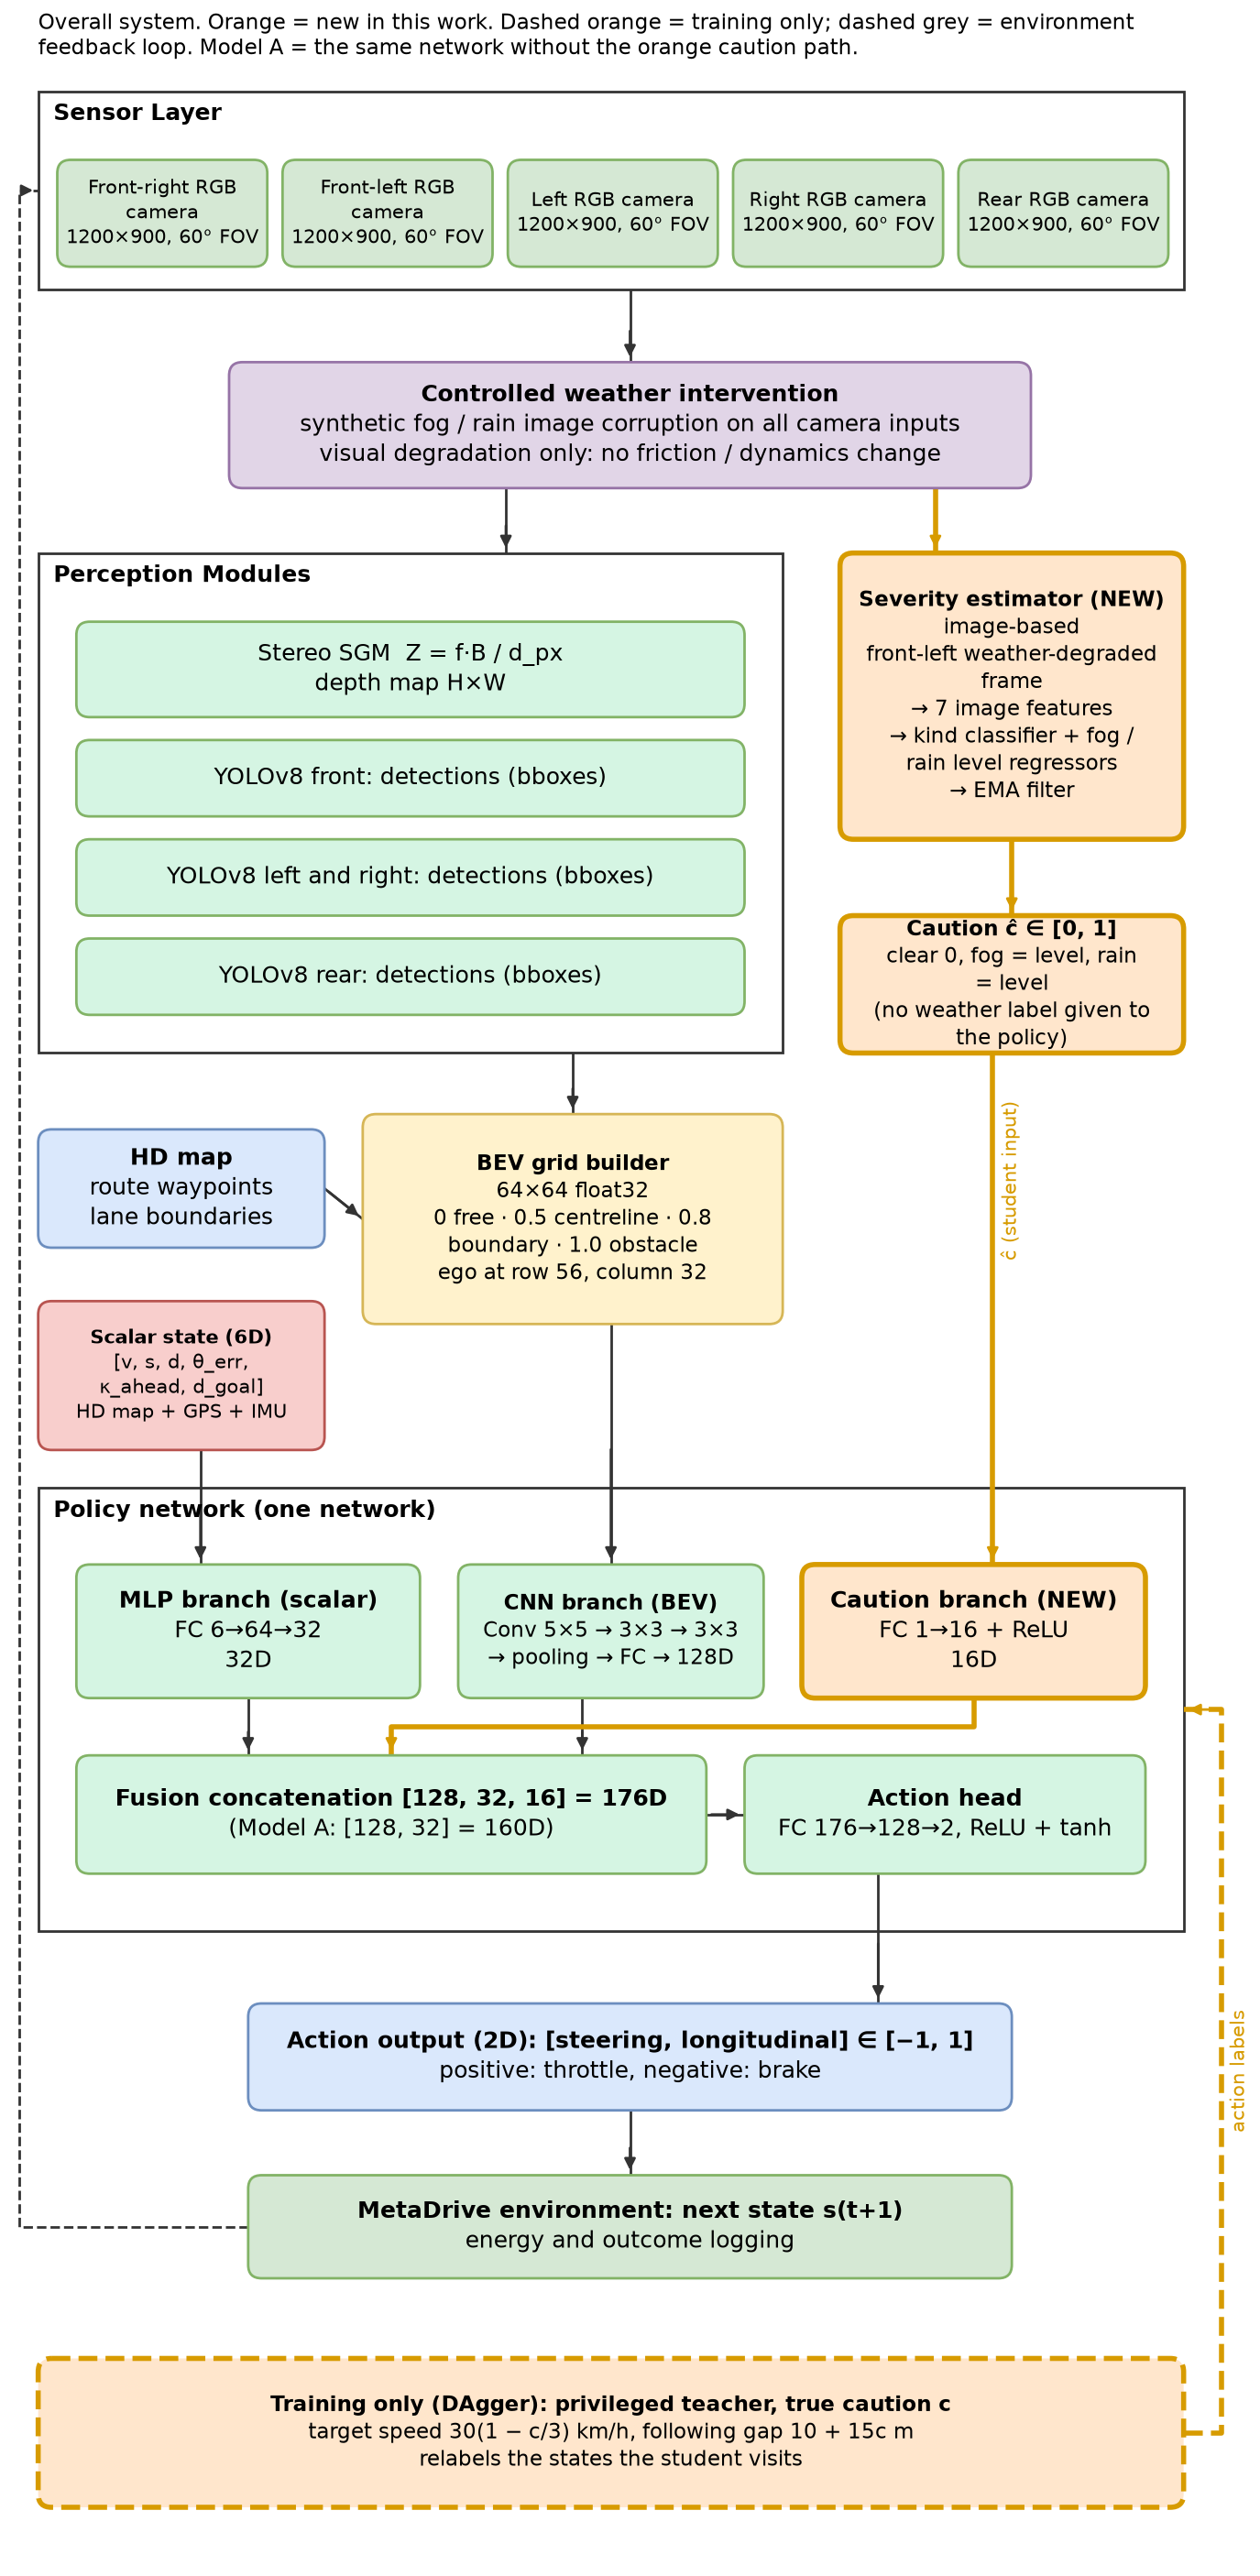 Overall system. Orange = new in this work. Dashed orange = training only; dashed grey = environment
feedback loop. Model A = the same network without the orange caution path.
Sensor Layer
Front-right RGB
camera
1200×900, 60° FOV
Front-left RGB
camera
1200×900, 60° FOV
Left RGB camera
1200×900, 60° FOV
Right RGB camera
1200×900, 60° FOV
Rear RGB camera
1200×900, 60° FOV
Controlled weather intervention
synthetic fog / rain image corruption on all camera inputs
visual degradation only: no friction / dynamics change
Perception Modules
Stereo SGM  Z = f·B / d_px
depth map H×W
YOLOv8 front: detections (bboxes)
YOLOv8 left and right: detections (bboxes)
YOLOv8 rear: detections (bboxes)
Severity estimator (NEW)
image-based
front-left weather-degraded
frame
→ 7 image features
→ kind classifier + fog /
rain level regressors
→ EMA filter
Caution ĉ ∈ [0, 1]
clear 0, fog = level, rain
= level
(no weather label given to
the policy)
ĉ (student input)
HD map
route waypoints
lane boundaries
BEV grid builder
64×64 float32
0 free · 0.5 centreline · 0.8
boundary · 1.0 obstacle
ego at row 56, column 32
Scalar state (6D)
[v, s, d, θ_err,
κ_ahead, d_goal]
HD map + GPS + IMU
Policy network (one network)
MLP branch (scalar)
FC 6→64→32
32D
CNN branch (BEV)
Conv 5×5 → 3×3 → 3×3
→ pooling → FC → 128D
Caution branch (NEW)
FC 1→16 + ReLU
16D
Fusion concatenation [128, 32, 16] = 176D
(Model A: [128, 32] = 160D)
Action head
FC 176→128→2, ReLU + tanh
Action output (2D): [steering, longitudinal] ∈ [−1, 1]
positive: throttle, negative: brake
action labels
MetaDrive environment: next state s(t+1)
energy and outcome logging
Training only (DAgger): privileged teacher, true caution c
target speed 30(1 − c/3) km/h, following gap 10 + 15c m
relabels the states the student visits